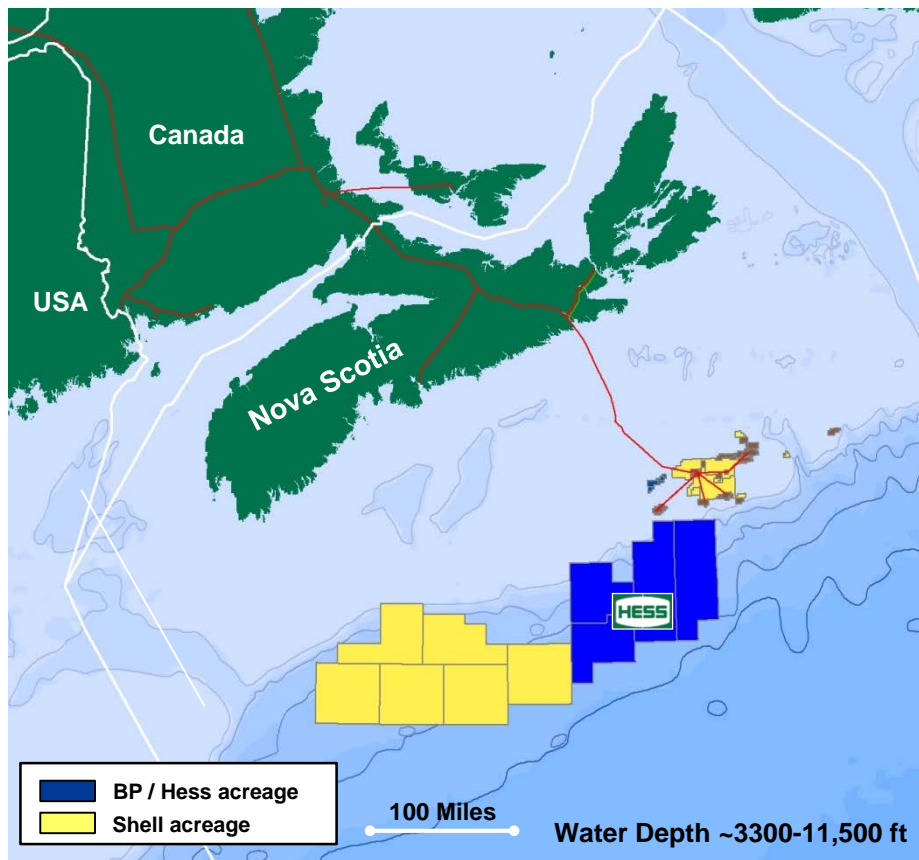 Canada
USA
Nova Scotia
HESS
BP / Hess acreage
Shell acreage
100 Miles
Water Depth ~3300-11,500 ft